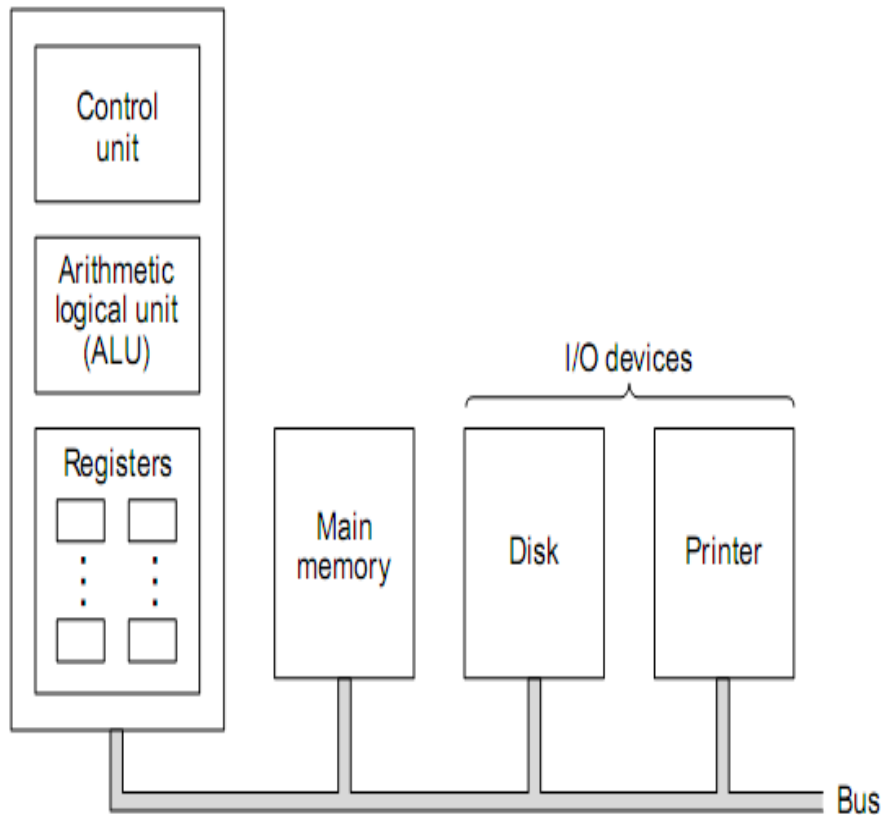 Control
unit
Arithmetic
logical unit
(ALU)
Registers
I/O devices
Main
memory
Disk
Printer
Bus